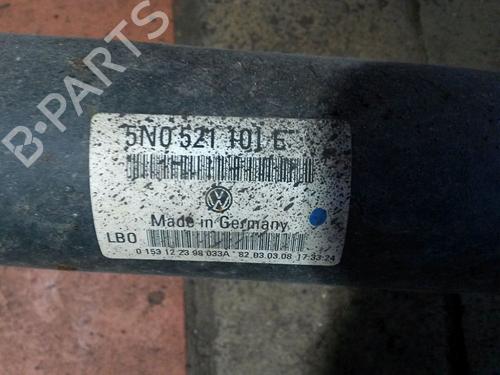 B-PARTS
5N0 521 101 E
Made in Germany
LBO
0 153 12 Z3 98 033A 82 03.03.08 17:33:24